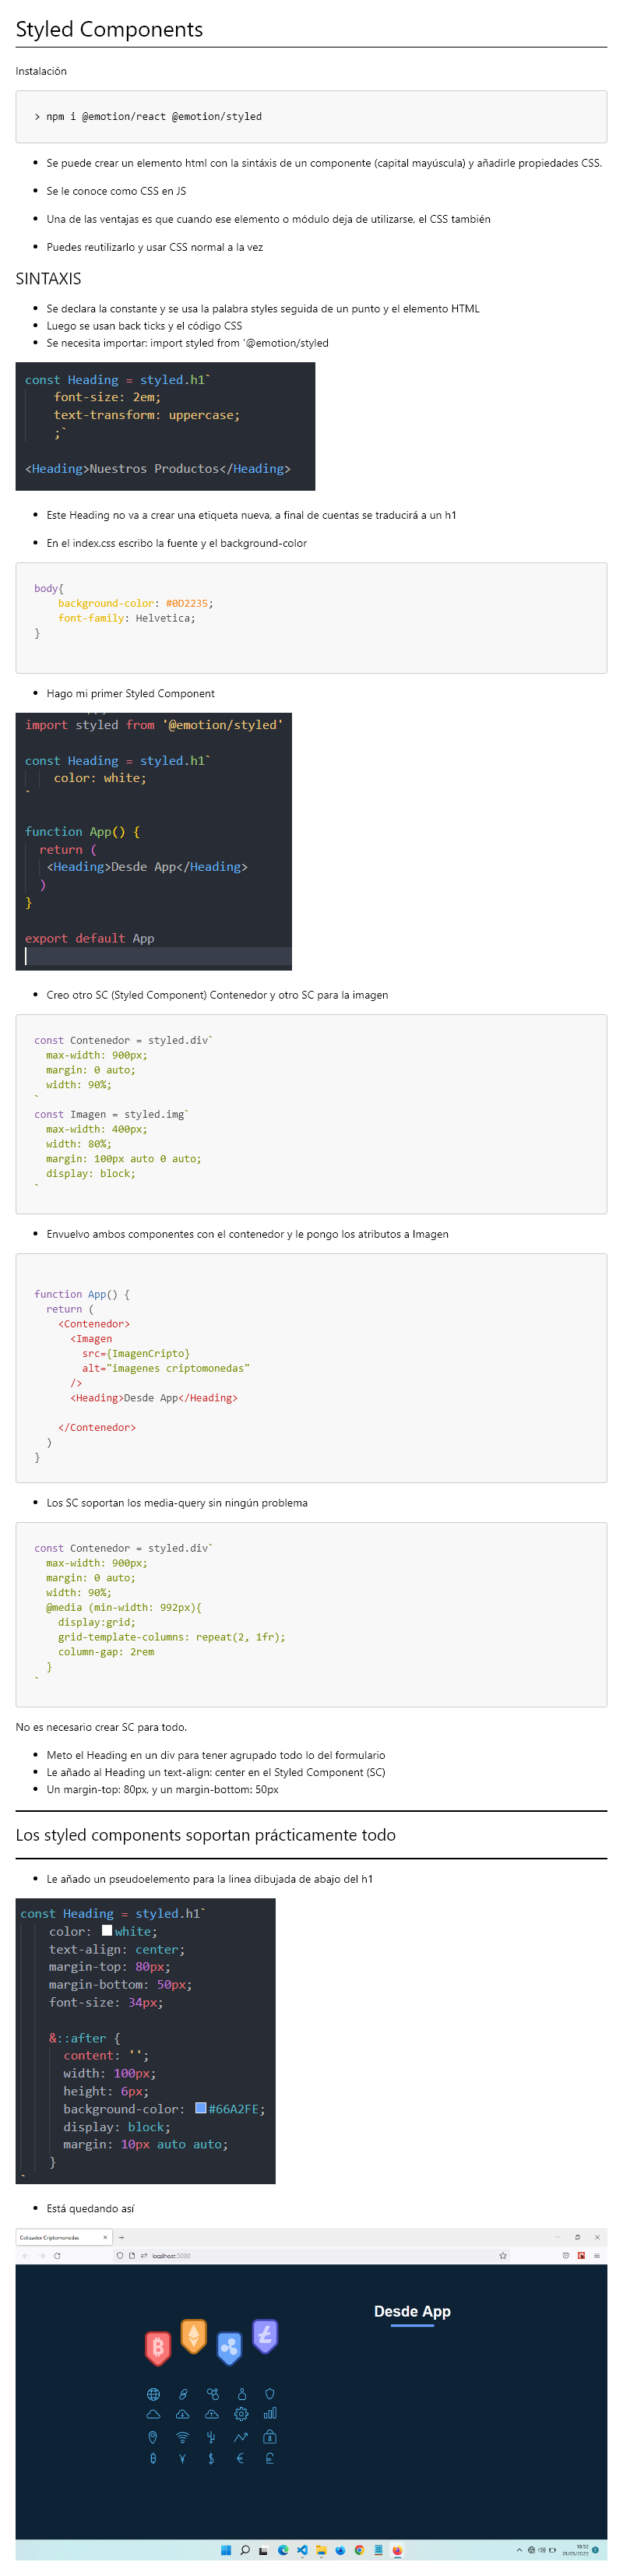 Styled Components
Instalación
> npm i @emotion/react @emotion/styled
• Se puede crear un elemento html con la sintáxis de un componente (capital mayúscula) y añadirle propiedades CSS.
• Se le conoce como CSS en JS
• Una de las ventajas es que cuando ese elemento o módulo deja de utilizarse, el CSS también
• Puedes reutilizarlo y usar CSS normal a la vez
SINTAXIS
• Se declara la constante y se usa la palabra styles seguida de un punto y el elemento HTML
• Luego se usan back ticks y el código CSS
• Se necesita importar: import styled from '@emotion/styled
const Heading = styled.h1`
font-size: 2em;
text-transform: uppercase;
;`
<Heading>Nuestros Productos</Heading>
• Este Heading no va a crear una etiqueta nueva, a final de cuentas se traducirá a un h1
• En el index.css escribo la fuente y el background-color
body{
background-color: #0D2235;
font-family: Helvetica;
}
• Hago mi primer Styled Component
import styled from '@emotion/styled'
const Heading = styled.h1`
color: white;
`
function App() {
return (
<Heading>Desde App</Heading>
)
}
export default App
• Creo otro SC (Styled Component) Contenedor y otro SC para la imagen
const Contenedor = styled.div`
max-width: 900px;
margin: 0 auto;
width: 90%;
`
const Imagen = styled.img`
max-width: 400px;
width: 80%;
margin: 100px auto 0 auto;
display: block;
`
• Envuelvo ambos componentes con el contenedor y le pongo los atributos a Imagen
function App() {
return (
<Contenedor>
<Imagen
src={ImagenCripto}
alt="imagenes criptomonedas"
/>
<Heading>Desde App</Heading>
</Contenedor>
)
}
• Los SC soportan los media-query sin ningún problema
const Contenedor = styled.div`
max-width: 900px;
margin: 0 auto;
width: 90%;
@media (min-width: 992px){
display:grid;
grid-template-columns: repeat(2, 1fr);
column-gap: 2rem
}
`
No es necesario crear SC para todo.
• Meto el Heading en un div para tener agrupado todo lo del formulario
• Le añado al Heading un text-align: center en el Styled Component (SC)
• Un margin-top: 80px, y un margin-bottom: 50px
Los styled components soportan prácticamente todo
• Le añado un pseudoelemento para la linea dibujada de abajo del h1
const Heading = styled.h1`
color: white;
text-align: center;
margin-top: 80px;
margin-bottom: 50px;
font-size: 34px;
&::after {
content: '';
width: 100px;
height: 6px;
background-color: #66A2FE;
display: block;
margin: 10px auto auto;
}
`
• Está quedando así
Cotizador Criptomonedas
localhost:3000
Desde App